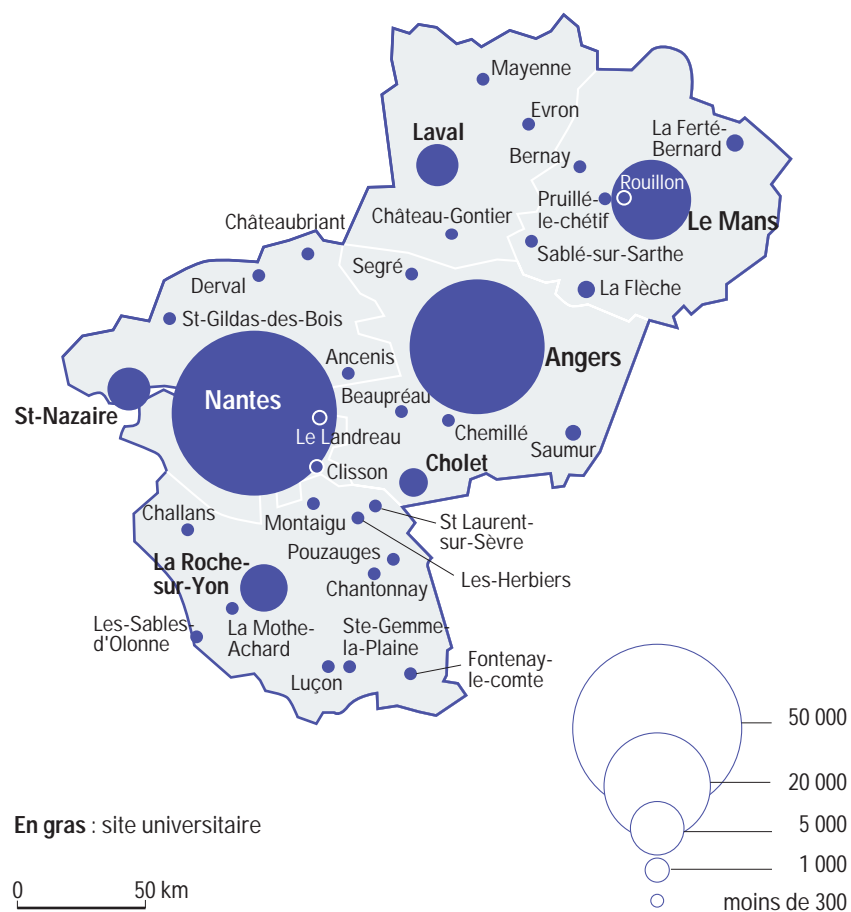 Mayenne
Evron
Laval
La Ferté-
Bernard
Bernay
Rouillon
Pruillé-
le-chétif
Le Mans
Châteaubriant
Château-Gontier
Sablé-sur-Sarthe
Segré
Derval
La Flèche
St-Gildas-des-Bois
Ancenis
Angers
Beaupréau
Nantes
St-Nazaire
Le Landreau
Chemillé
Saumur
Clisson
Cholet
Challans
Montaigu
St Laurent-
sur-Sèvre
Pouzauges
La Roche-
sur-Yon
Chantonnay
Les-Herbiers
Les-Sables-
d'Olonne
La Mothe-
Achard
Ste-Gemme-
la-Plaine
Luçon
Fontenay-
le-comte
50 000
20 000
5 000
1 000
moins de 300
En gras : site universitaire
0 50 km